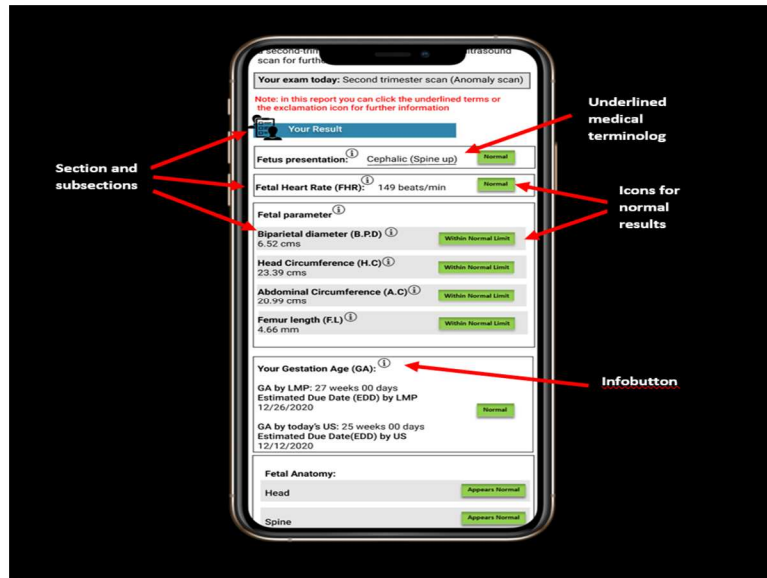 a second-trim
scan for furthe
Your exam today: Second trimester scan (Anomaly scan)
Note: in this report you can click the underlined terms or
the exclamation icon for further information
Your Result
Fetus presentation: Cephalic (Spine up) Normal
Fetal Heart Rate (FHR): 149 beats/min Normal
Fetal parameter
Biparietal diameter (B.P.D)
6.52 cms
Within Normal Limit
Head Circumference (H.C)
23.39 cms
Within Normal Limit
Abdominal Circumference (A.C)
20.99 cms
Within Normal Limit
Femur length (F.L)
4.66 mm
Within Normal Limit
Your Gestation Age (GA):
GA by LMP: 27 weeks 00 days
Estimated Due Date (EDD) by LMP
12/26/2020
Normal
GA by today's US: 25 weeks 00 days
Estimated Due Date(EDD) by US
12/12/2020
Fetal Anatomy:
Head Appears Normal
Spine Appears Normal
Section and
subsections
Underlined
medical
terminolog
Icons for
normal
results
Infobutton